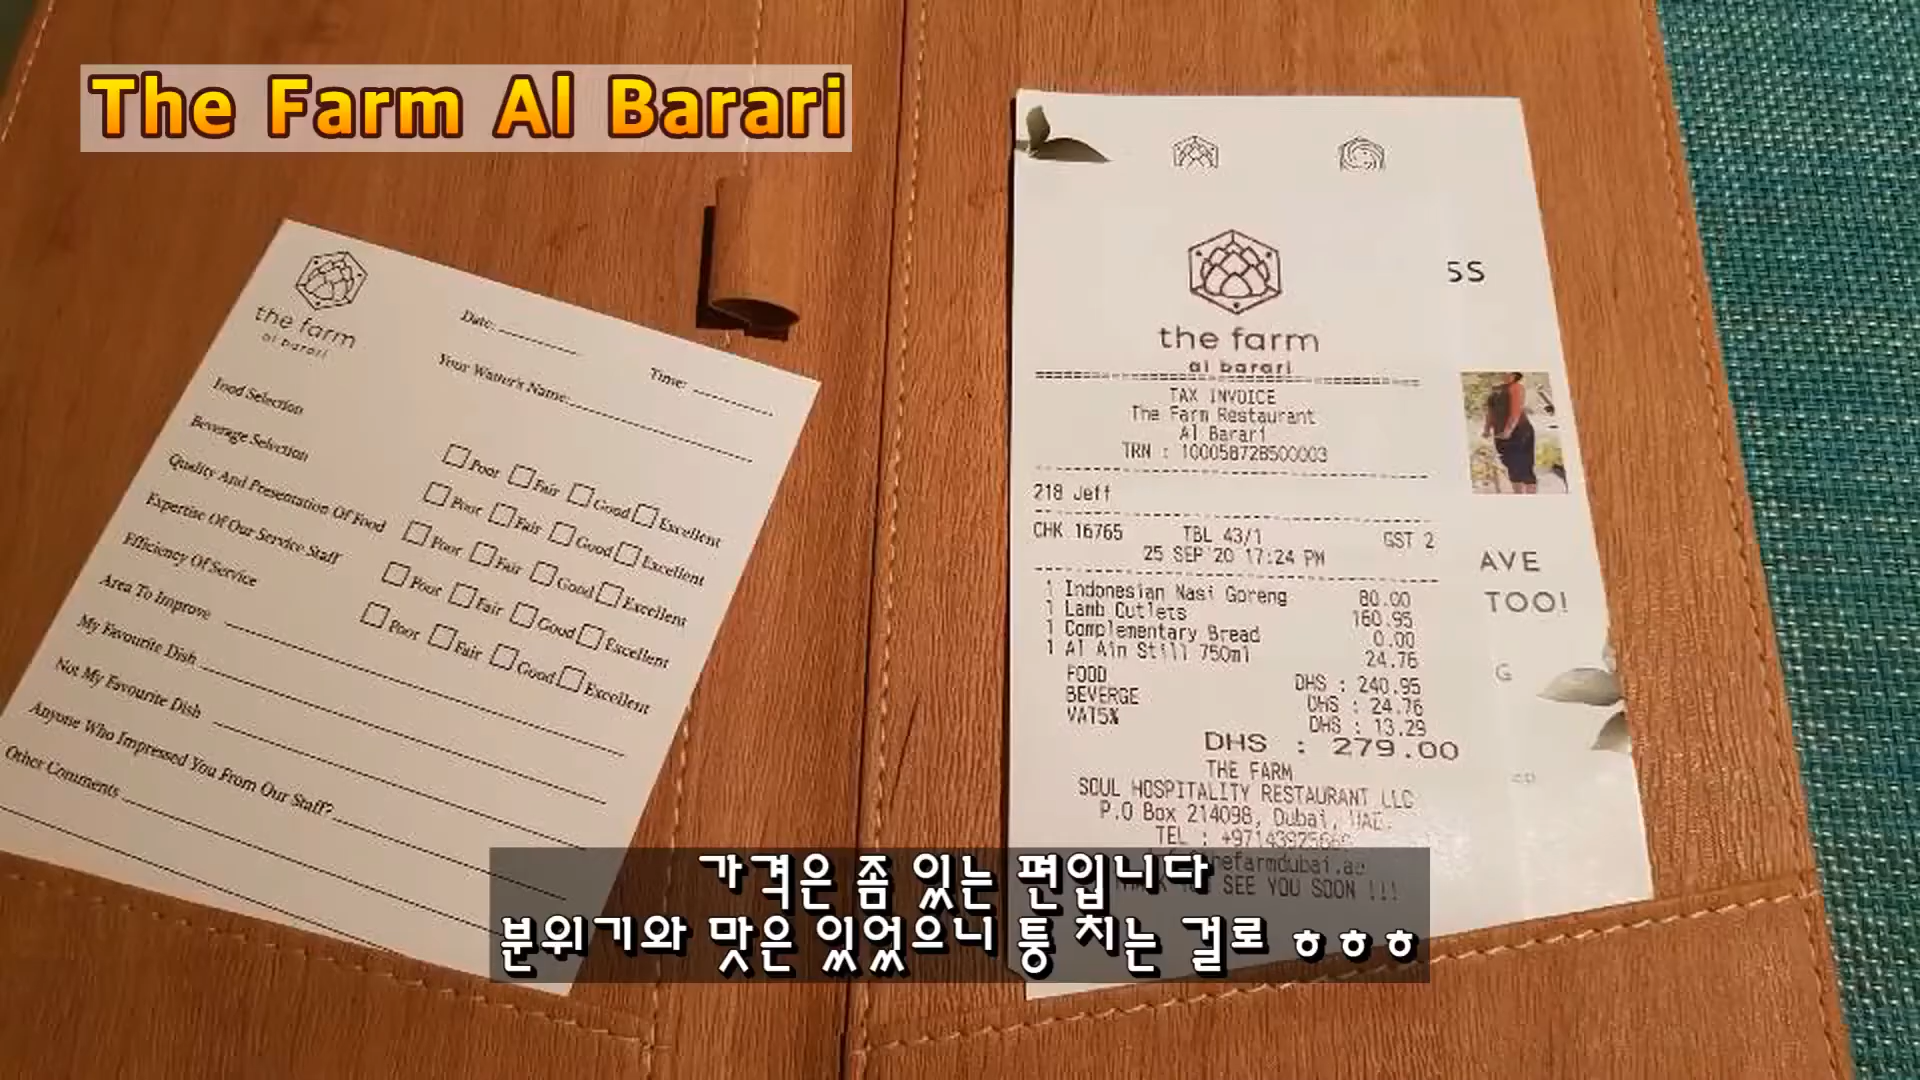 The Farm Al Barari
the farm
al barari
Date:
Time:
Your Waiter's Name:
Food Selection
Poor Fair Good Excellent
Beverage Selection
Poor Fair Good Excellent
Quality And Presentation Of Food
Poor Fair Good Excellent
Expertise Of Our Service Staff
Poor Fair Good Excellent
Efficiency Of Service
Poor Fair Good Excellent
Area To Improve
My Favourite Dish
Not My Favourite Dish
Anyone Who Impressed You From Our Staff?
Other Comments
the farm
al barari
TAX INVOICE
The Farm Restaurant
Al Barari
TRN : 100058728500003
218 Jeff
CHK 16765 TBL 43/1 GST 2
25 SEP'20 17:24 PM
1 Indonesian Nasi Goreng 80.00
1 Lamb Cutlets 160.95
1 Complementary Bread 0.00
1 Al Ain Still 750ml 24.76
FOOD DHS : 240.95
BEVERGE DHS : 24.76
VAT5% DHS : 13.29
DHS : 279.00
THE FARM
SOUL HOSPITALITY RESTAURANT LLC
P.O Box 214098, Dubai, UAE.
TEL :
SEE YOU SOON !!!
SS
AVE
TOO!
G
가격은 좀 있는 편입니다
분위기와 맛은 있었으니 퉁 치는 걸로 ㅎㅎㅎ